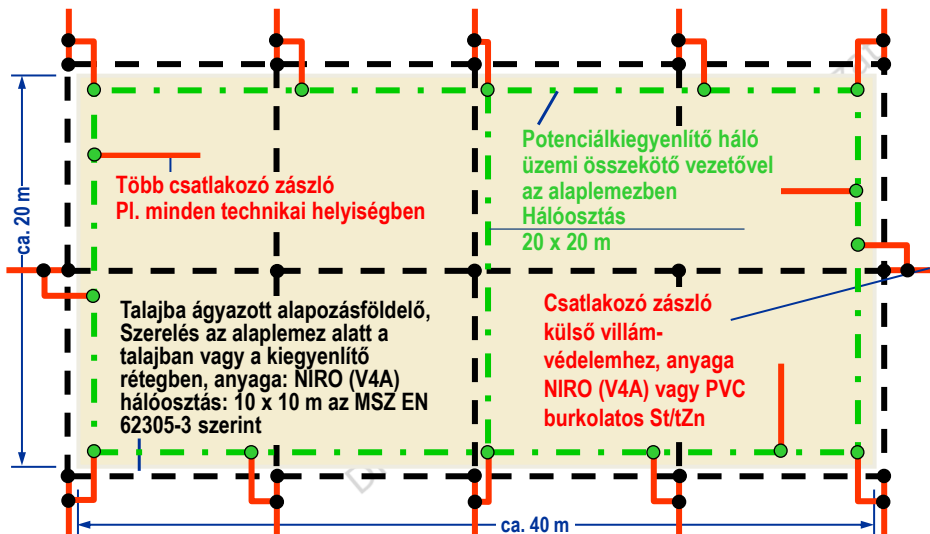 Potenciálkiegyenlítő háló
üzemi összekötő vezetővel
az alaplemezben
Hálóosztás
20 x 20 m
Több csatlakozó zászló
Pl. minden technikai helyiségben
ca. 20 m
Talajba ágyazott alapozásföldelő,
Szerelés az alaplemez alatt a
talajban vagy a kiegyenlítő
rétegben, anyaga: NIRO (V4A)
hálóosztás: 10 x 10 m az MSZ EN
62305-3 szerint
Csatlakozó zászló
külső villám-
védelemhez, anyaga
NIRO (V4A) vagy PVC
burkolatos St/tZn
ca. 40 m